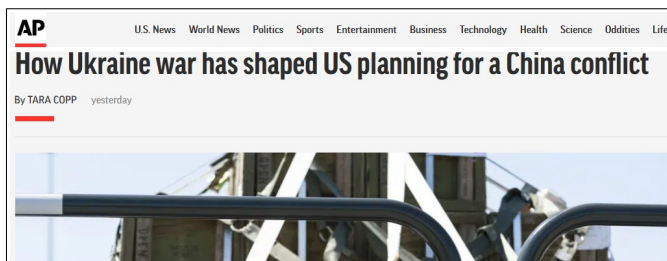 AP
U.S. News World News Politics Sports Entertainment Business Technology Health Science Oddities Life
How Ukraine war has shaped US planning for a China conflict
By TARA COPP yesterday